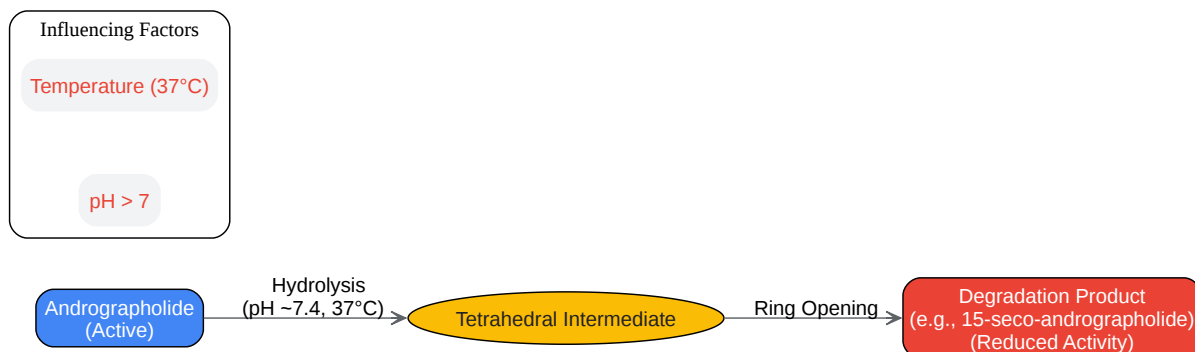 Influencing Factors
Temperature (37°C)
pH > 7
Andrographolide
(Active)
Hydrolysis
(pH ~7.4, 37°C)
Tetrahedral Intermediate
Ring Opening
Degradation Product
(e.g., 15-seco-andrographolide)
(Reduced Activity)